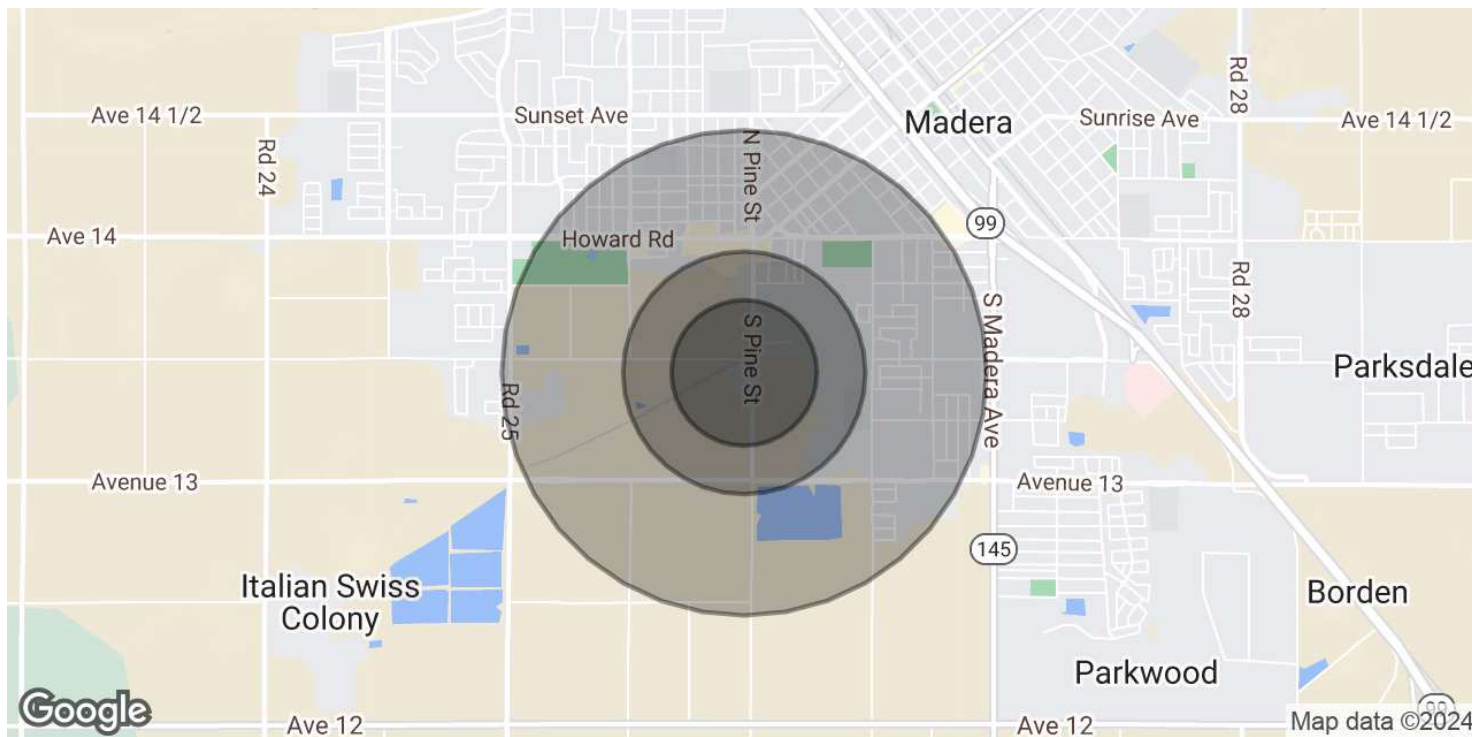 Rd 28
Ave 14 1/2
Sunset Ave
Madera
Sunrise Ave
Ave 14 1/2
Rd 24
N Pine St
Ave 14
Howard Rd
99
Rd 28
S Pine St
S Madera Ave
Parksdale
Rd 25
Avenue 13
Avenue 13
145
Italian Swiss
Colony
Borden
Parkwood
Google
Ave 12
Ave 12
99
Map data ©2024